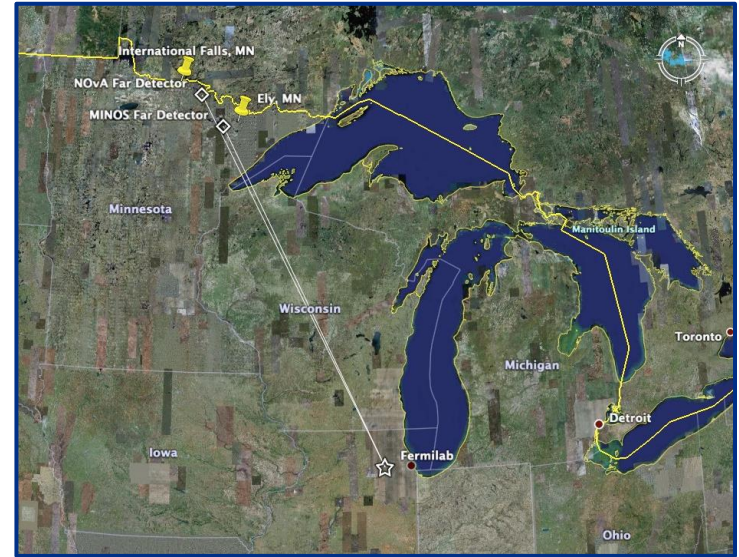 International Falls, MN
N
NOvA Far Detector
Ely, MN
MINOS Far Detector
Minnesota
Manitoulin Island
Wisconsin
Toronto
Michigan
Detroit
Iowa
Fermilab
Ohio